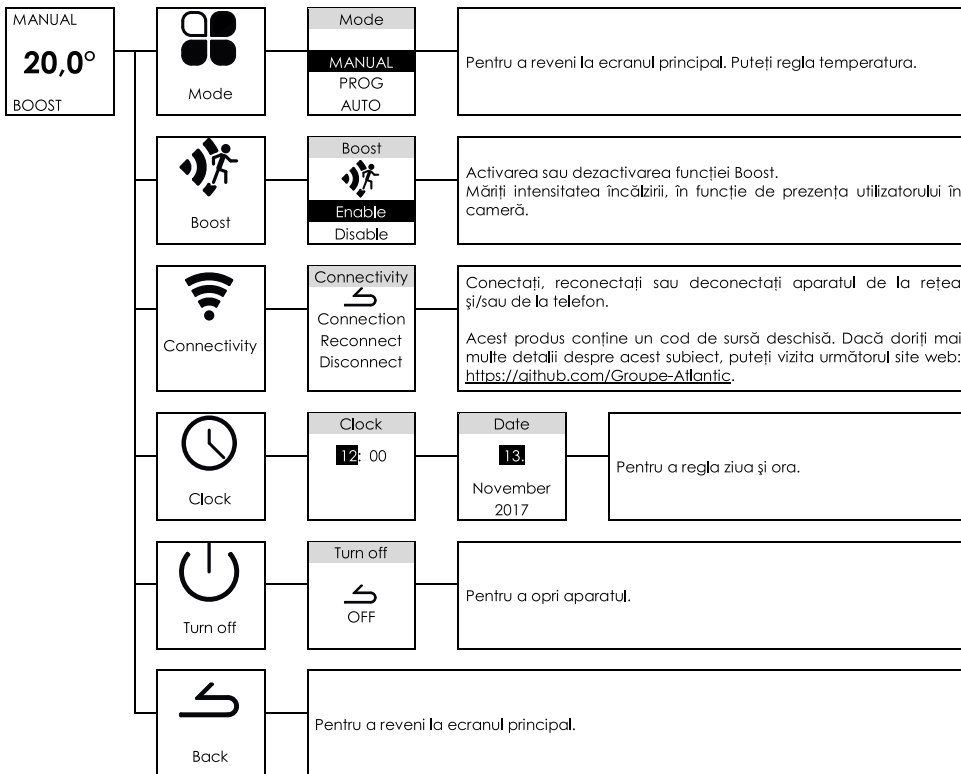 MANUAL
20,0°
BOOST
Mode
Mode
MANUAL
PROG
AUTO
Pentru a reveni la ecranul principal. Puteți regla temperatura.
Boost
Boost
Enable
Disable
Activarea sau dezactivarea funcției Boost.
Măriți intensitatea încălzirii, în funcție de prezența utilizatorului în
cameră.
Connectivity
Connectivity
Connection
Reconnect
Disconnect
Conectați, reconectați sau deconectați aparatul de la rețea
și/sau de la telefon.
Acest produs conține un cod de sursă deschisă. Dacă doriți mai
multe detalii despre acest subiect, puteți vizita următorul site web:
https://github.com/Groupe-Atlantic.
Clock
Clock
12: 00
Date
13.
November
2017
Pentru a regla ziua și ora.
Turn off
Turn off
OFF
Pentru a opri aparatul.
Back
Pentru a reveni la ecranul principal.